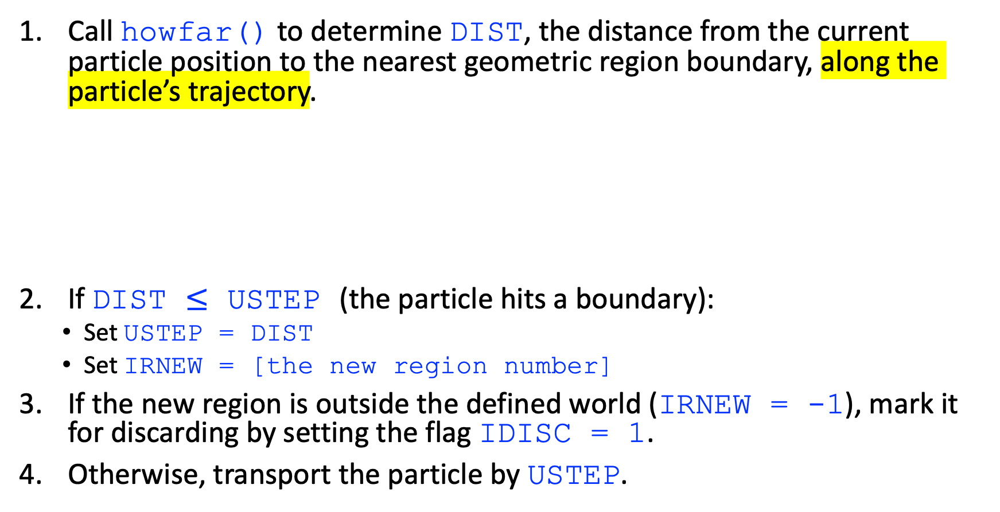 1. Call howfar() to determine DIST, the distance from the current
particle position to the nearest geometric region boundary, along the
particle’s trajectory.
2. If DIST ≤ USTEP (the particle hits a boundary):
• Set USTEP = DIST
• Set IRNEW = [the new region number]
3. If the new region is outside the defined world (IRNEW = -1), mark it
for discarding by setting the flag IDISC = 1.
4. Otherwise, transport the particle by USTEP.